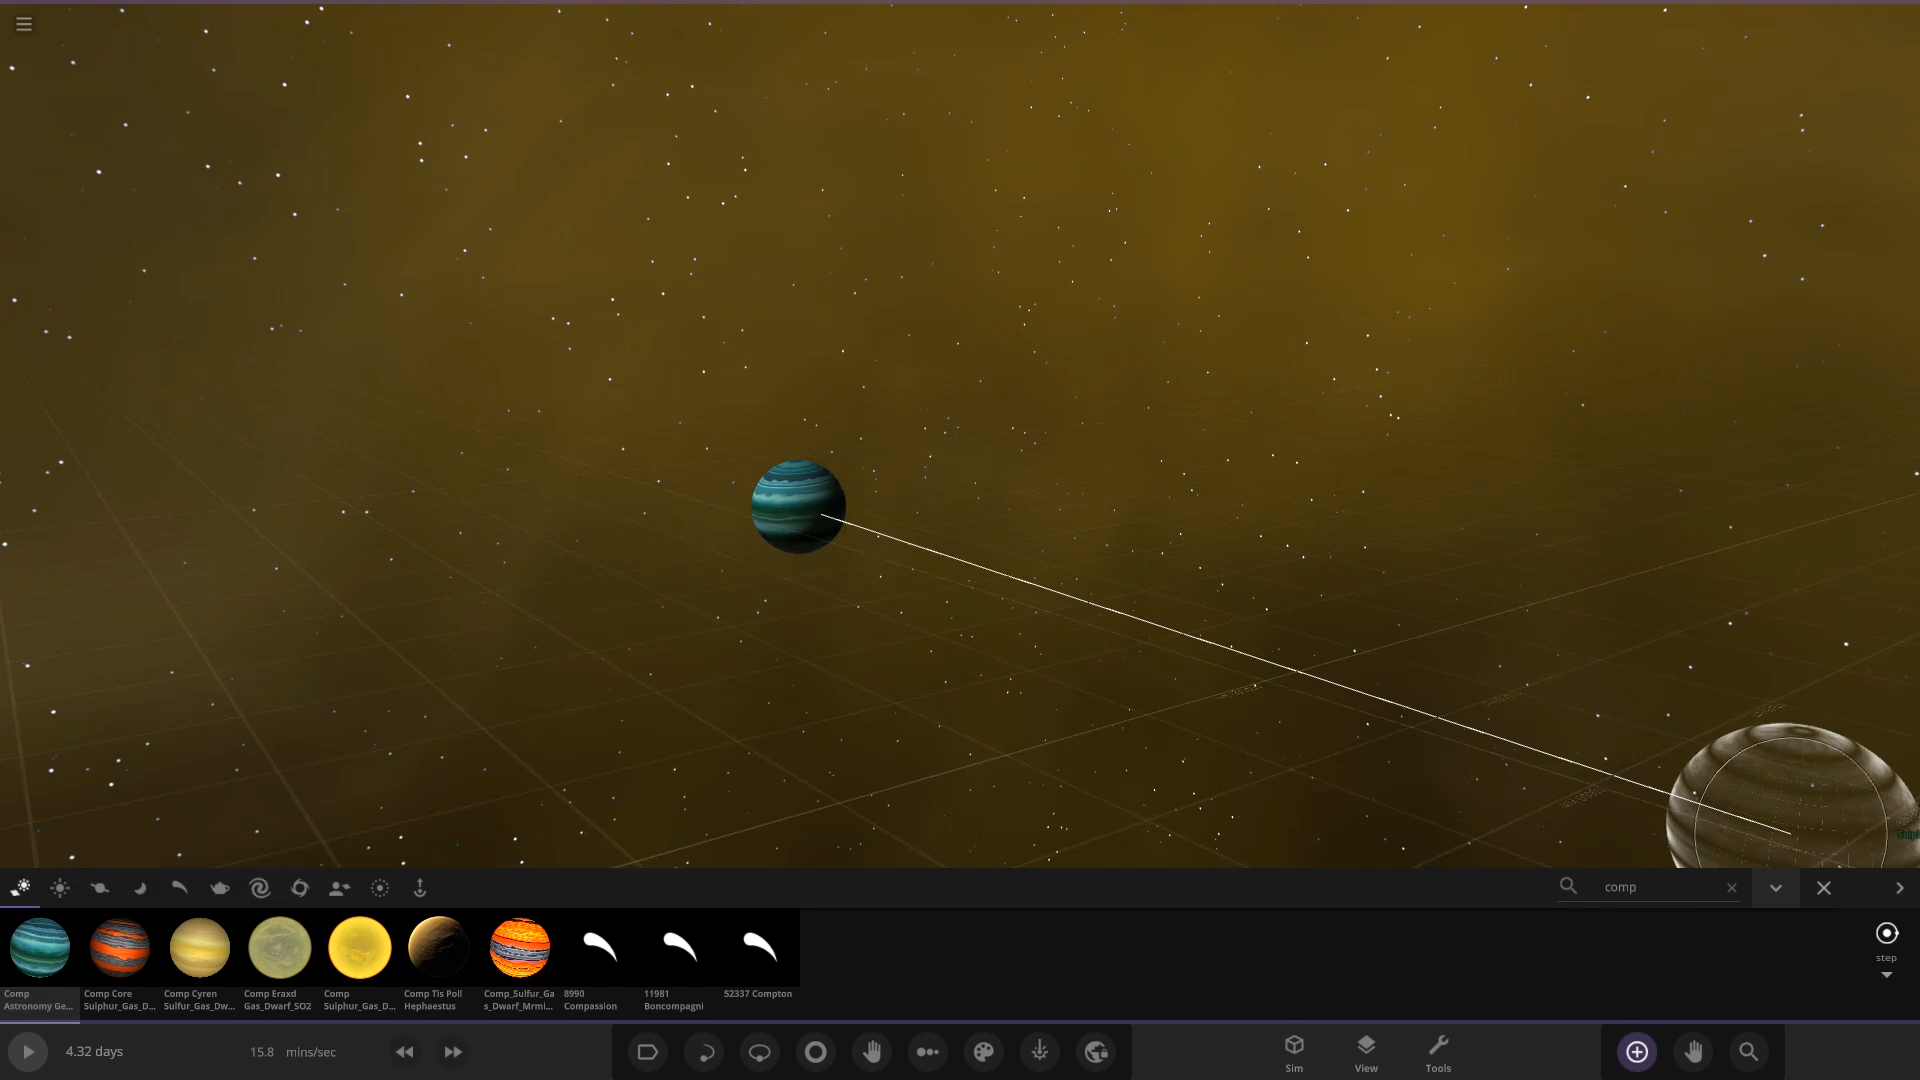 comp
step
Comp
Astronomy Ge...
Comp Core
Sulphur_Gas_D...
Comp Cyren
Sulfur_Gas_Dw...
Comp Eraxd
Gas_Dwarf_SO2
Comp
Sulphur_Gas_D...
Comp Tis Poll
Hephaestus
Comp_Sulfur_Ga
s_Dwarf_Mrmi...
8990
Compassion
11981
Boncompagni
52337 Compton
4.32 days
15.8 mins/sec
Sim
View
Tools